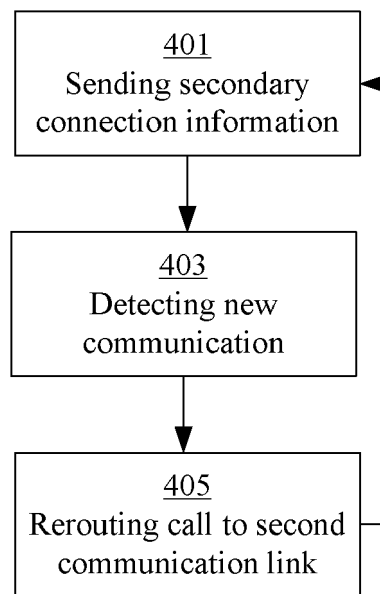 401
Sending secondary
connection information
403
Detecting new
communication
405
Rerouting call to second
communication link